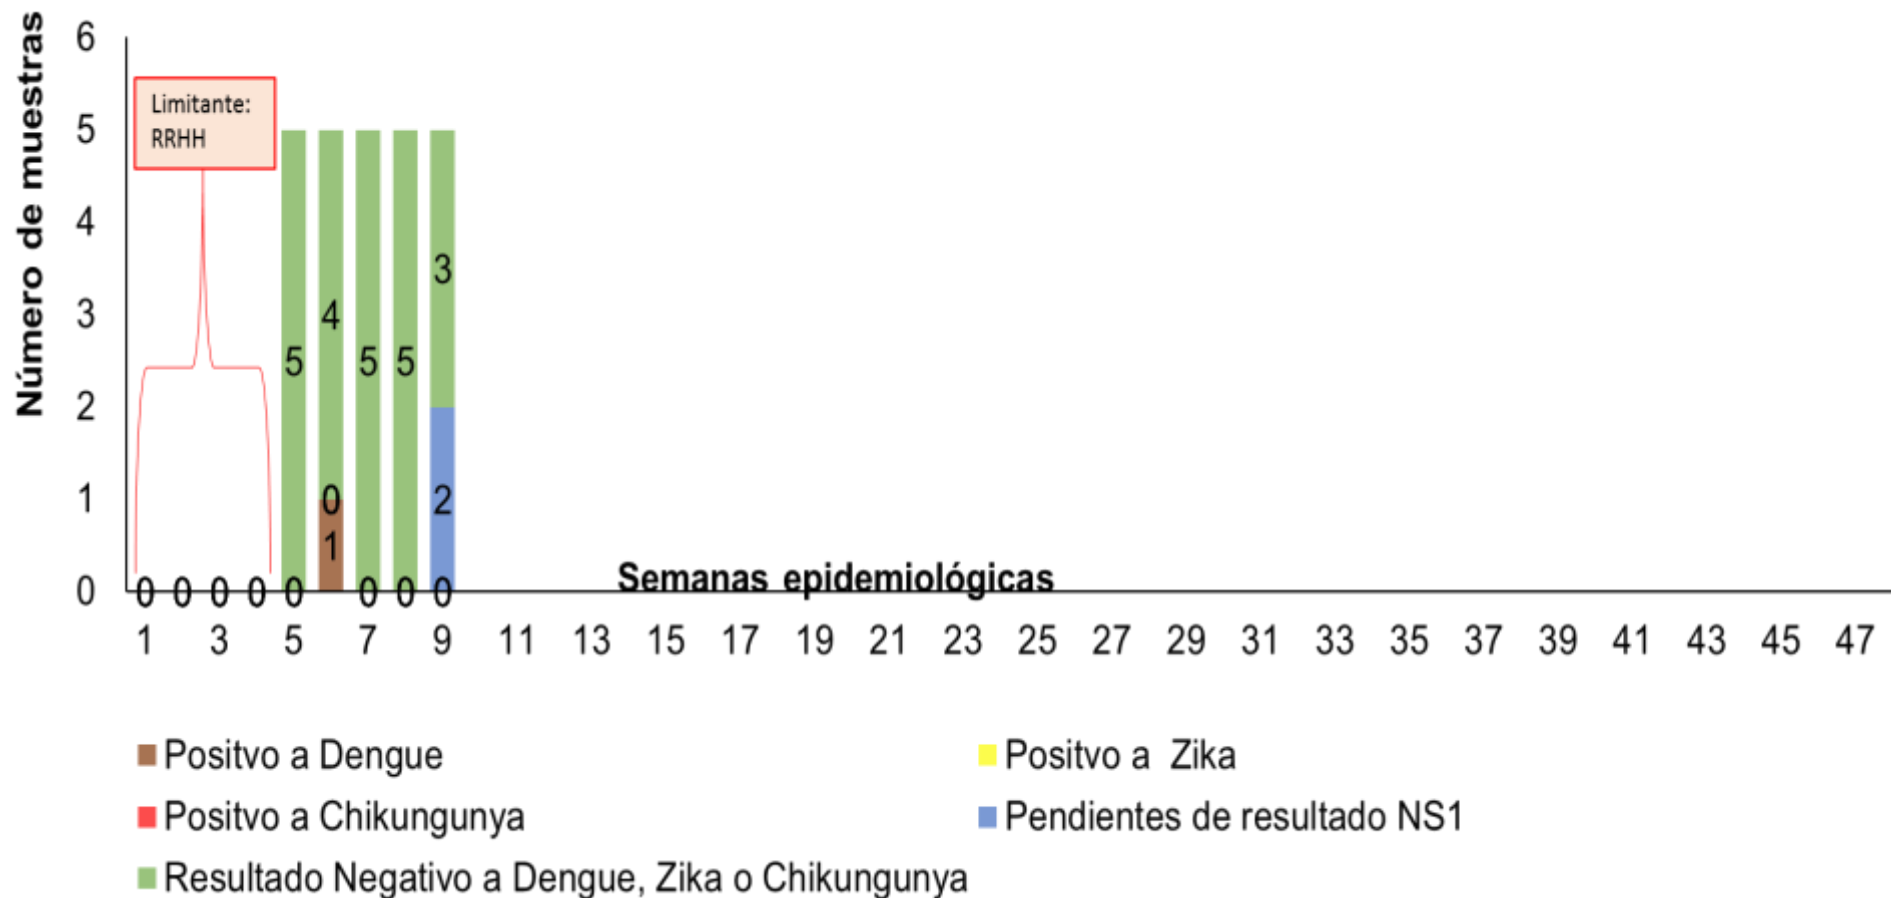 Número de muestras
6
5
4
3
2
1
0
Limitante:
RRHH
5
4
5
5
3
0
1
2
0 0 0 0 0 0 0 0
Semanas epidemiológicas
1 3 5 7 9 11 13 15 17 19 21 23 25 27 29 31 33 35 37 39 41 43 45 47
Positvo a Dengue
Positvo a Zika
Positvo a Chikungunya
Pendientes de resultado NS1
Resultado Negativo a Dengue, Zika o Chikungunya